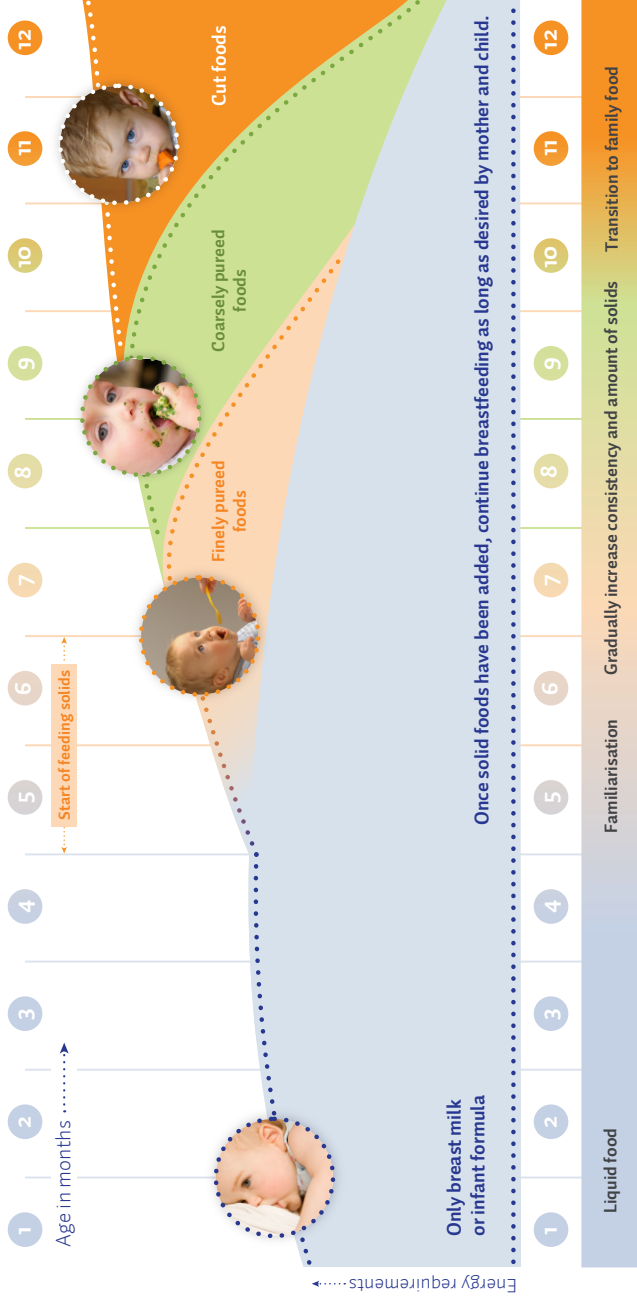 1 2 3 4 5 6 7 8 9 10 11 12
Age in months
Start of feeding solids
Energy requirements
Only breast milk
or infant formula
Finely pureed
foods
Coarsely pureed
foods
Cut foods
Once solid foods have been added, continue breastfeeding as long as desired by mother and child.
1 2 3 4 5 6 7 8 9 10 11 12
Liquid food
Familiarisation
Gradually increase consistency and amount of solids
Transition to family food